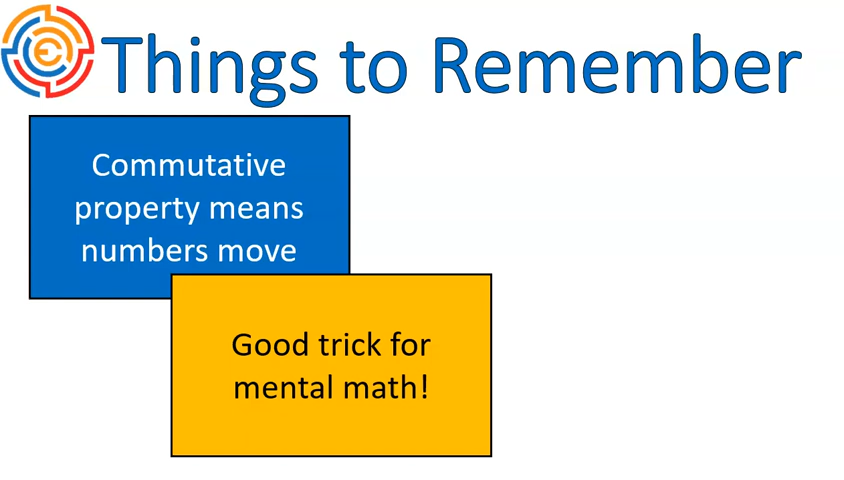 Things to Remember
Commutative
property means
numbers move
Good trick for
mental math!